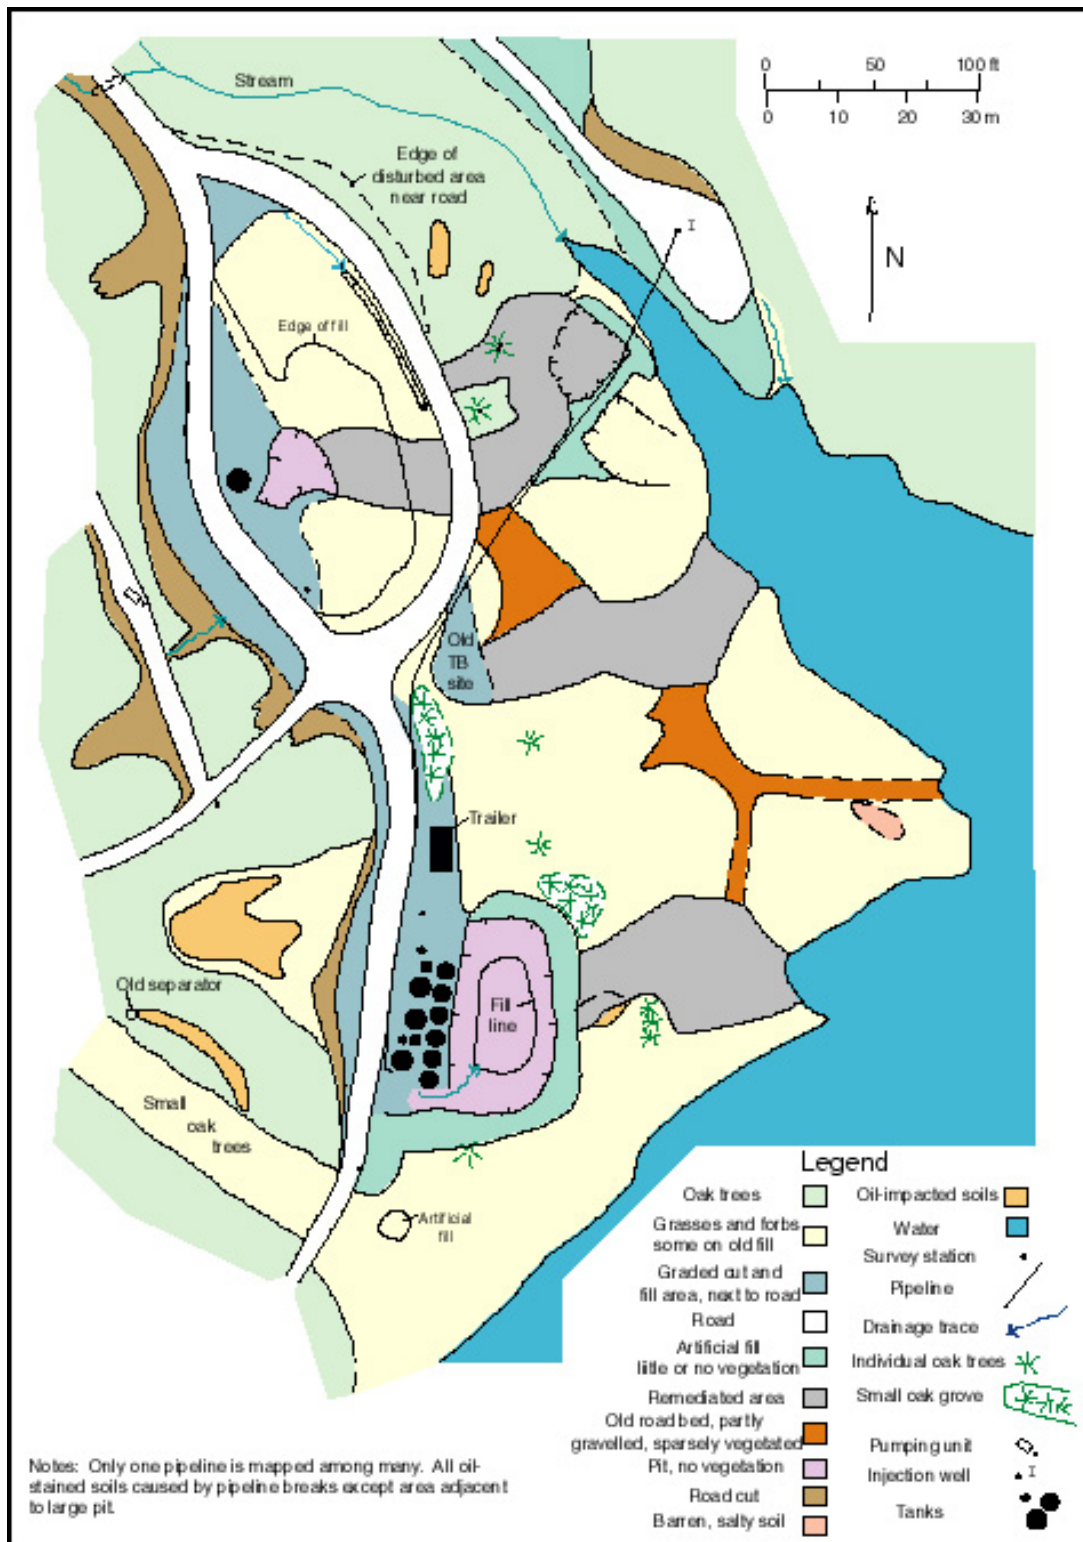 0 50 100 ft
0 10 20 30 m
Stream
Edge of
disturbed area
near road
I
N
Edge of fill
Old
TB
site
Trailer
Old separator
Fill
line
Small
oak
trees
Artificial
fill
Legend
Oak trees
Grasses and forbs
some on old fill
Graded cut and
fill area, next to road
Road
Artificial fill
little or no vegetation
Remediated area
Old road bed, partly
gravelled, sparsely vegetated
Pit, no vegetation
Road cut
Barren, salty soil
Oil-impacted soils
Water
Survey station
Pipeline
Drainage trace
Individual oak trees
Small oak grove
Pumping unit
Injection well
I
Tanks
Notes: Only one pipeline is mapped among many. All oil-
stained soils caused by pipeline breaks except area adjacent
to large pit.